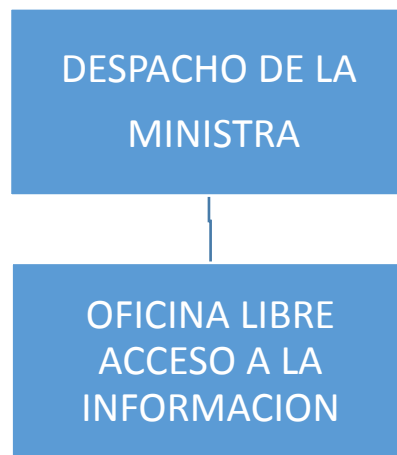 DESPACHO DE LA
MINISTRA
OFICINA LIBRE
ACCESO A LA
INFORMACION